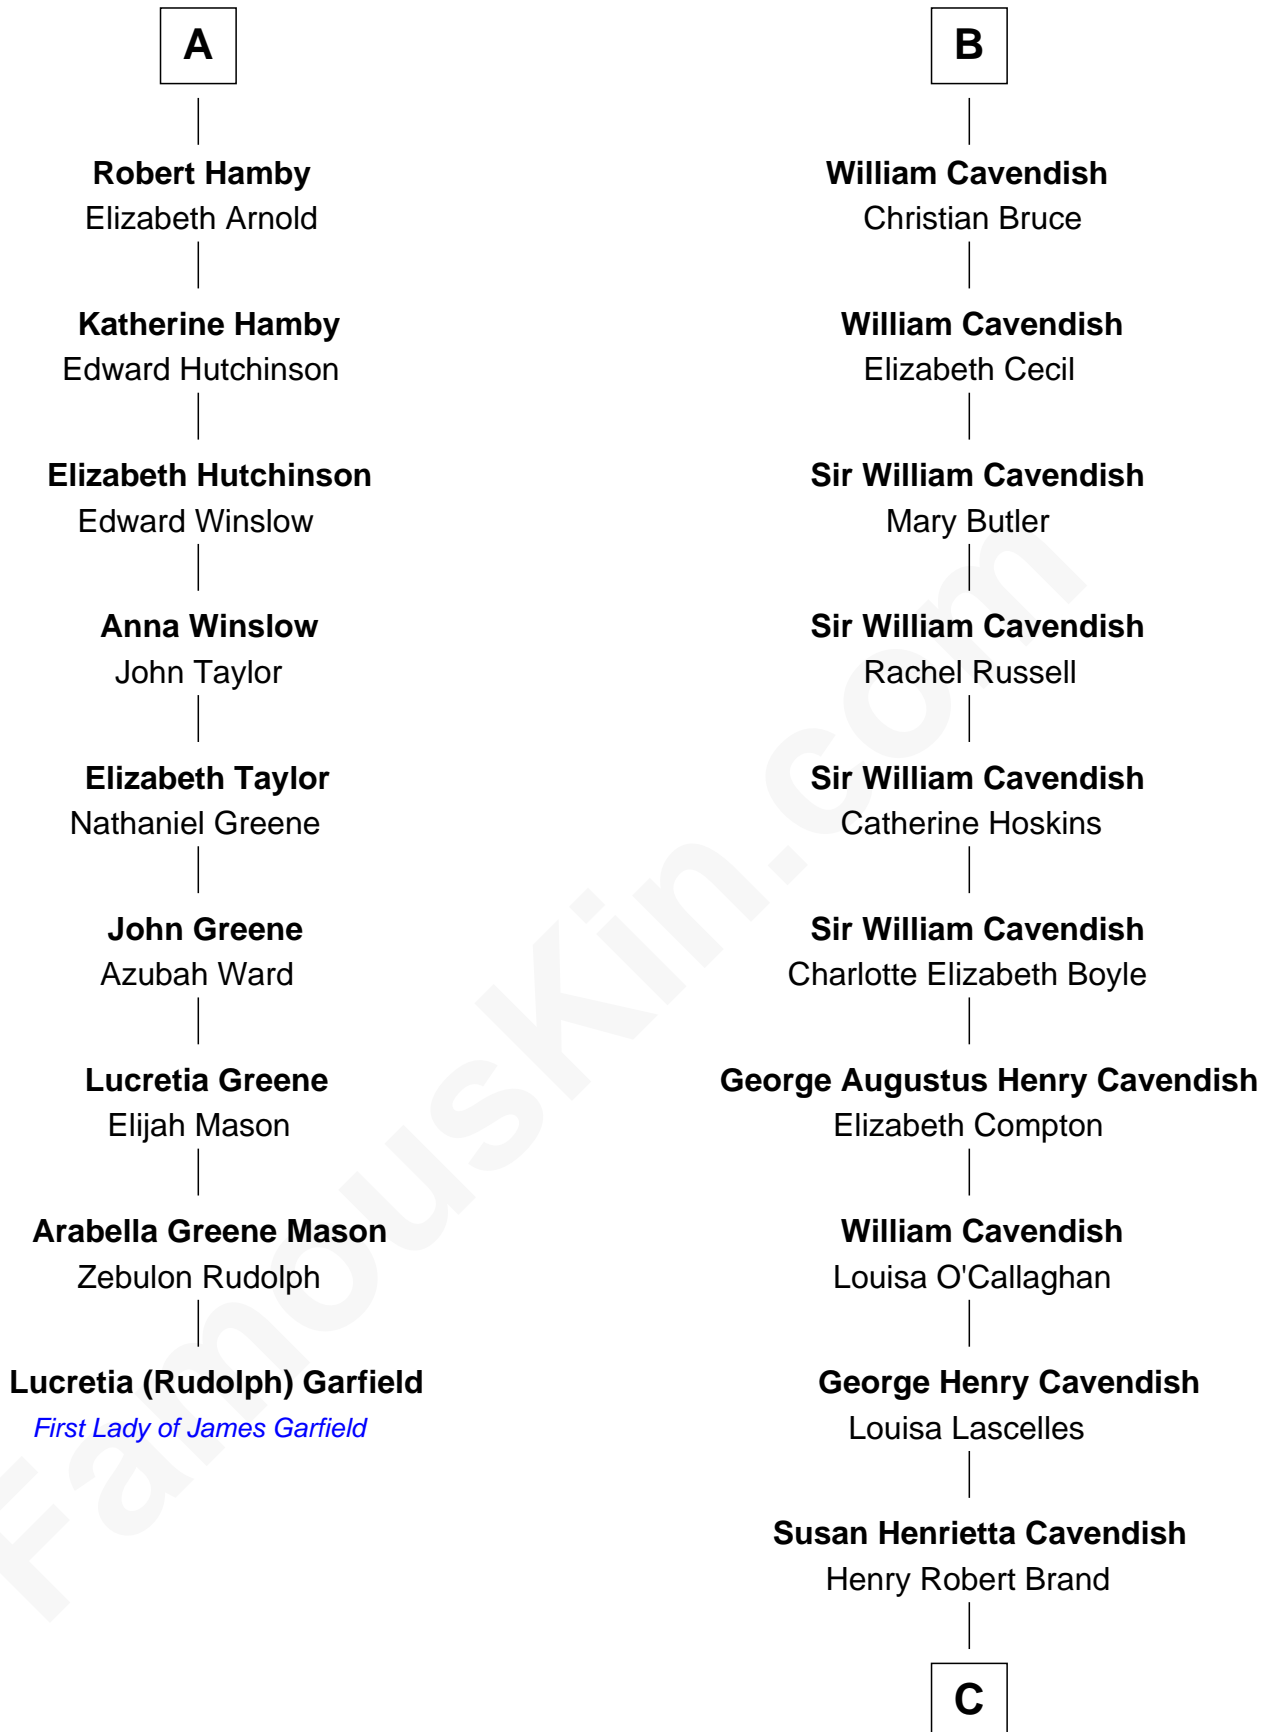 A
Robert Hamby
Elizabeth Arnold
Katherine Hamby
Edward Hutchinson
Elizabeth Hutchinson
Edward Winslow
Anna Winslow
John Taylor
Elizabeth Taylor
Nathaniel Greene
John Greene
Azubah Ward
Lucretia Greene
Elijah Mason
Arabella Greene Mason
Zebulon Rudolph
Lucretia (Rudolph) Garfield
First Lady of James Garfield
B
William Cavendish
Christian Bruce
William Cavendish
Elizabeth Cecil
Sir William Cavendish
Mary Butler
Sir William Cavendish
Rachel Russell
Sir William Cavendish
Catherine Hoskins
Sir William Cavendish
Charlotte Elizabeth Boyle
George Augustus Henry Cavendish
Elizabeth Compton
William Cavendish
Louisa O'Callaghan
George Henry Cavendish
Louisa Lascelles
Susan Henrietta Cavendish
Henry Robert Brand
C
FamousKin.com